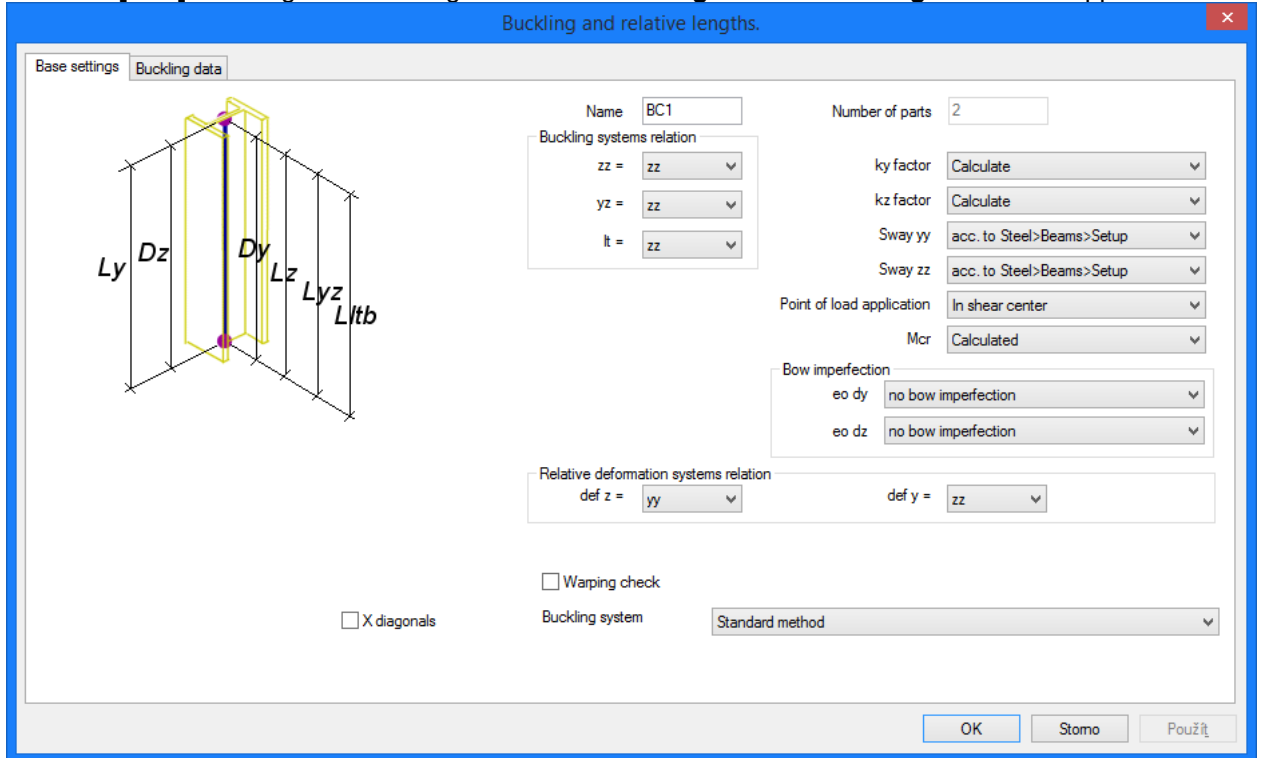 Buckling and relative lengths.
Base settings Buckling data
Name BC1 Number of parts 2
Buckling systems relation
zz = zz ky factor Calculate
yz = zz kz factor Calculate
lt = zz Sway yy acc. to Steel>Beams>Setup
Sway zz acc. to Steel>Beams>Setup
Point of load application In shear center
Mcr Calculated
Bow imperfection
eo dy no bow imperfection
eo dz no bow imperfection
Ly Dz Dy Lz Lyz Lltb
Relative deformation systems relation
def z = yy def y = zz
Warping check
X diagonals Buckling system Standard method
OK Storno Použít